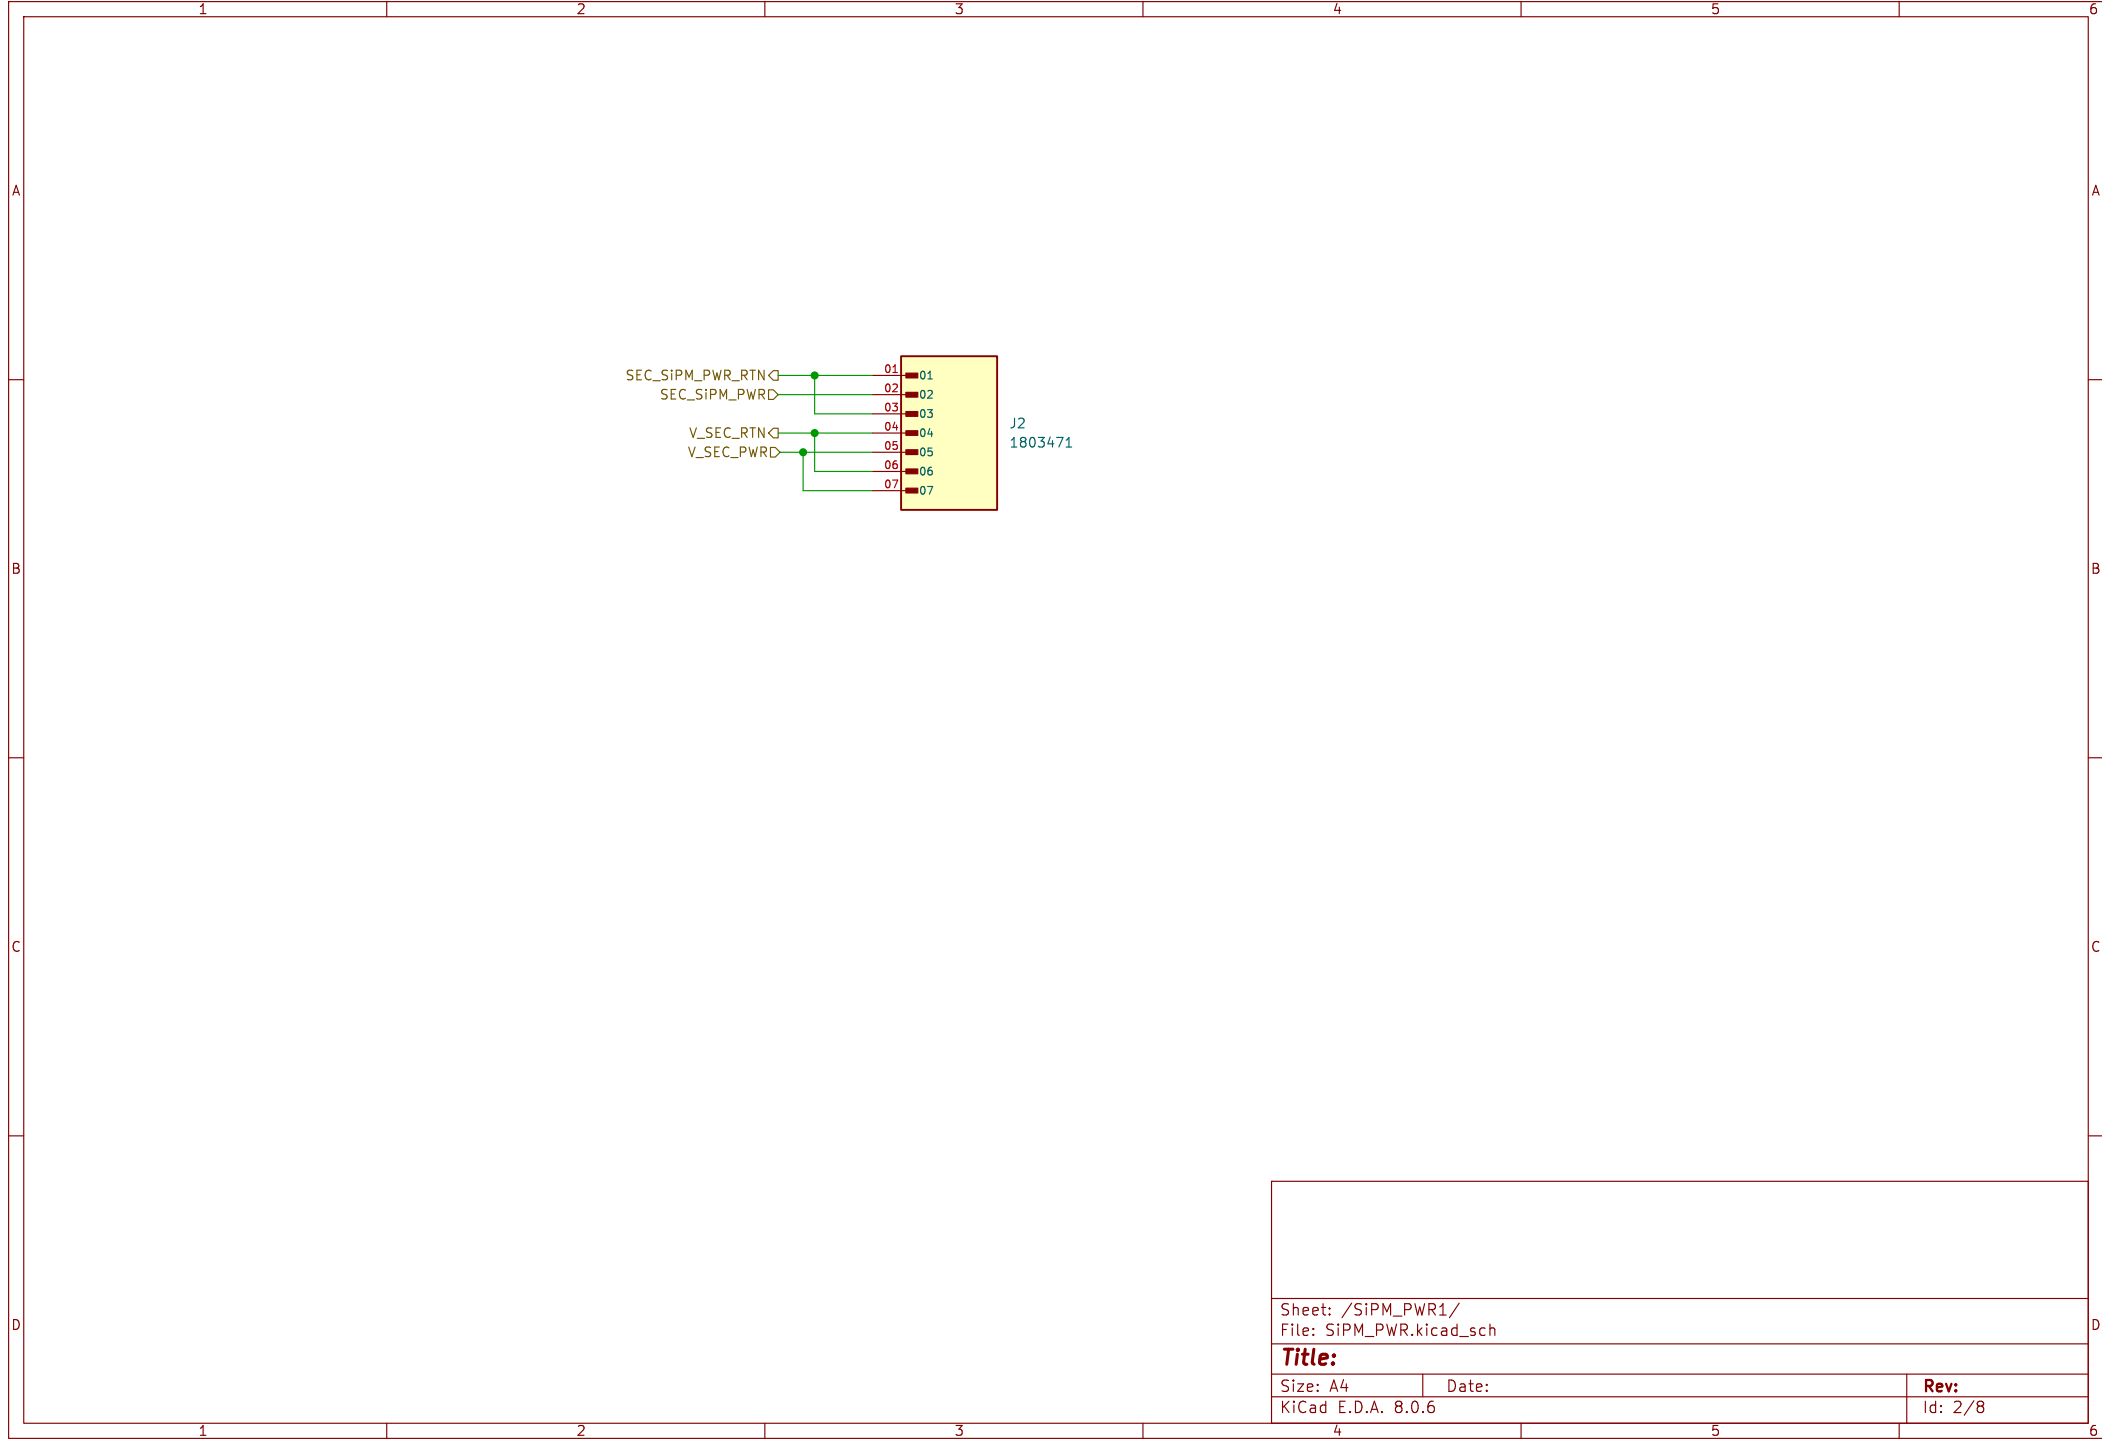 1 2 3 4 5 6
A A
SEC_SiPM_PWR_RTN 01 01
SEC_SiPM_PWR 02 02
03 03
V_SEC_RTN 04 04
V_SEC_PWR 05 05
06 06
07 07
J2
1803471
B B
C C
D D
Sheet: /SiPM_PWR1/
File: SiPM_PWR.kicad_sch
Title:
Size: A4 Date: Rev:
KiCad E.D.A. 8.0.6 Id: 2/8
1 2 3 4 5 6